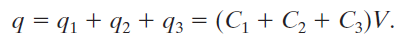 q = q₁ + q₂ + q₃ = (C₁ + C₂ + C₃)V.